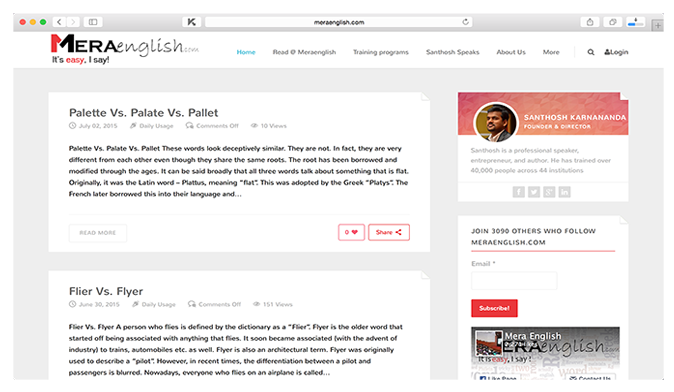 meraenglish.com
MERAenglish.com
It's easy, I say!
Home Read @ Meraenglish Training programs Santhosh Speaks About Us More Login
Palette Vs. Palate Vs. Pallet
July 02, 2015 Daily Usage Comments Off 10 Views
Palette Vs. Palate Vs. Pallet These words look deceptively similar. They are not. In fact, they are very
different from each other even though they share the same roots. The root has been borrowed and
modified through the ages. It can be said broadly that all three words talk about something that is flat.
Originally, it was the Latin word – Plattus, meaning "flat". This was adopted by the Greek "Platys". The
French later borrowed this into their language and…
READ MORE
0
Share
SANTHOSH KARNANANDA
FOUNDER & DIRECTOR
Santhosh is a professional speaker,
entrepreneur, and author. He has trained over
40,000 people across 44 institutions
JOIN 3090 OTHERS WHO FOLLOW
MERAENGLISH.COM
Email *
Subscribe!
Mera English
MERAenglish
It's easy, I say!
Like Page
Contact Us
Flier Vs. Flyer
June 30, 2015 Daily Usage Comments Off 151 Views
Flier Vs. Flyer A person who flies is defined by the dictionary as a "Flier". Flyer is the older word that
started off being associated with anything that flies. It soon became associated (with the advent of
industry) to trains, automobiles etc. as well. Flyer is also an architectural term. Flyer was originally
used to describe a "pilot". However, in recent times, the differentiation between a pilot and
passengers is blurred. Nowadays, everyone who flies on an airplane is called…